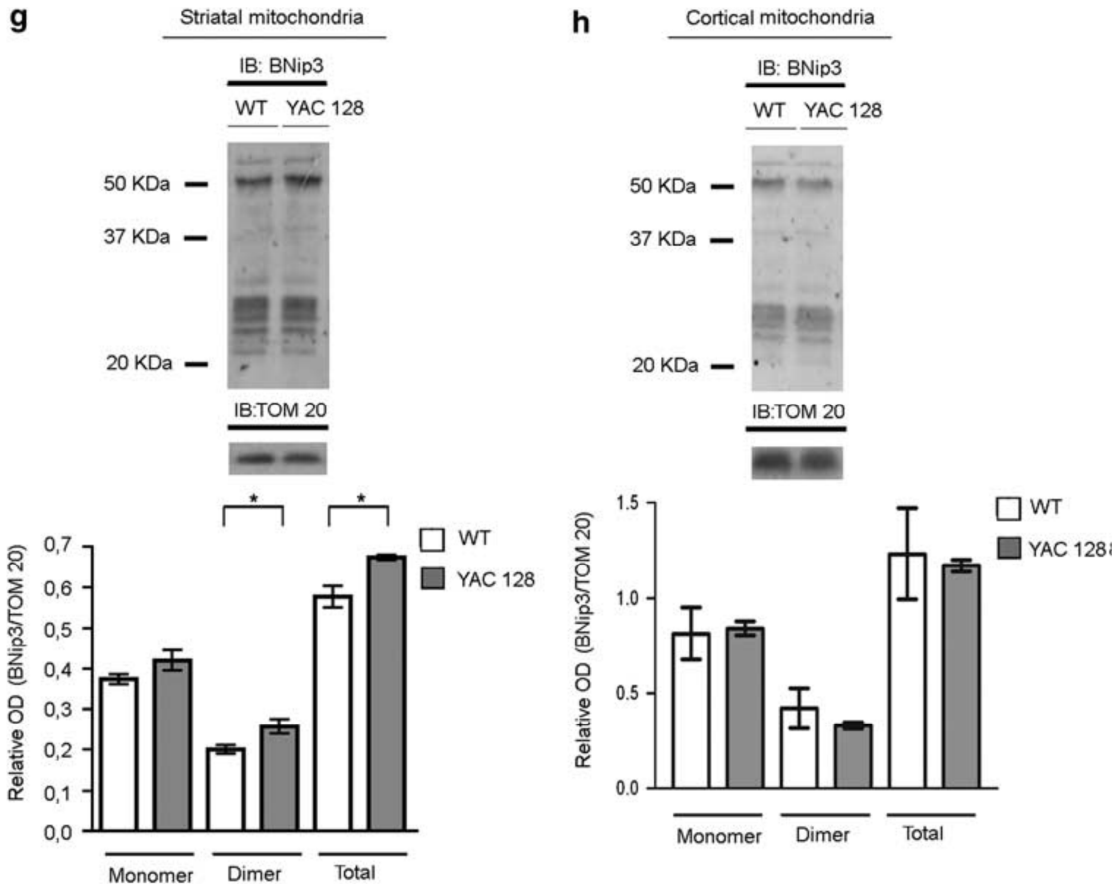 g
Striatal mitochondria
IB: BNip3
WT YAC 128
50 KDa
37 KDa
20 KDa
IB:TOM 20
* *
WT
YAC 128
Relative OD (BNip3/TOM 20)
0,7
0,6
0,5
0,4
0,3
0,2
0,1
0,0
Monomer Dimer Total
h
Cortical mitochondria
IB: BNip3
WT YAC 128
50 KDa
37 KDa
20 KDa
IB:TOM 20
WT
YAC 128
Relative OD (BNip3/TOM 20)
1.5
1.0
0.5
0.0
Monomer Dimer Total